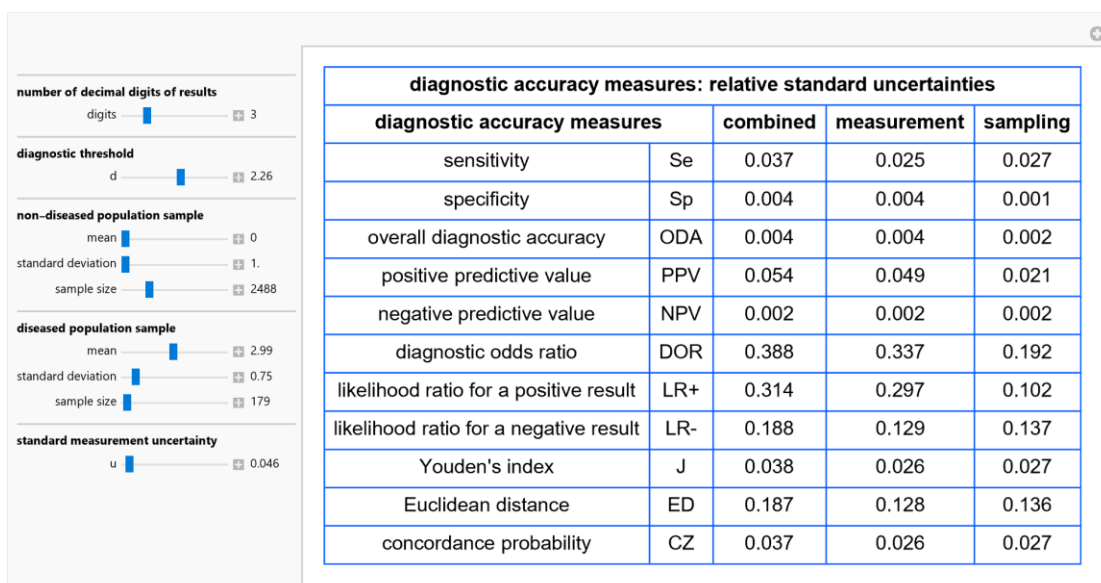 number of decimal digits of results
digits 3
diagnostic threshold
d 2.26
non-diseased population sample
mean 0
standard deviation 1.
sample size 2488
diseased population sample
mean 2.99
standard deviation 0.75
sample size 179
standard measurement uncertainty
u 0.046
diagnostic accuracy measures: relative standard uncertainties
diagnostic accuracy measures combined measurement sampling
sensitivity Se 0.037 0.025 0.027
specificity Sp 0.004 0.004 0.001
overall diagnostic accuracy ODA 0.004 0.004 0.002
positive predictive value PPV 0.054 0.049 0.021
negative predictive value NPV 0.002 0.002 0.002
diagnostic odds ratio DOR 0.388 0.337 0.192
likelihood ratio for a positive result LR+ 0.314 0.297 0.102
likelihood ratio for a negative result LR- 0.188 0.129 0.137
Youden's index J 0.038 0.026 0.027
Euclidean distance ED 0.187 0.128 0.136
concordance probability CZ 0.037 0.026 0.027